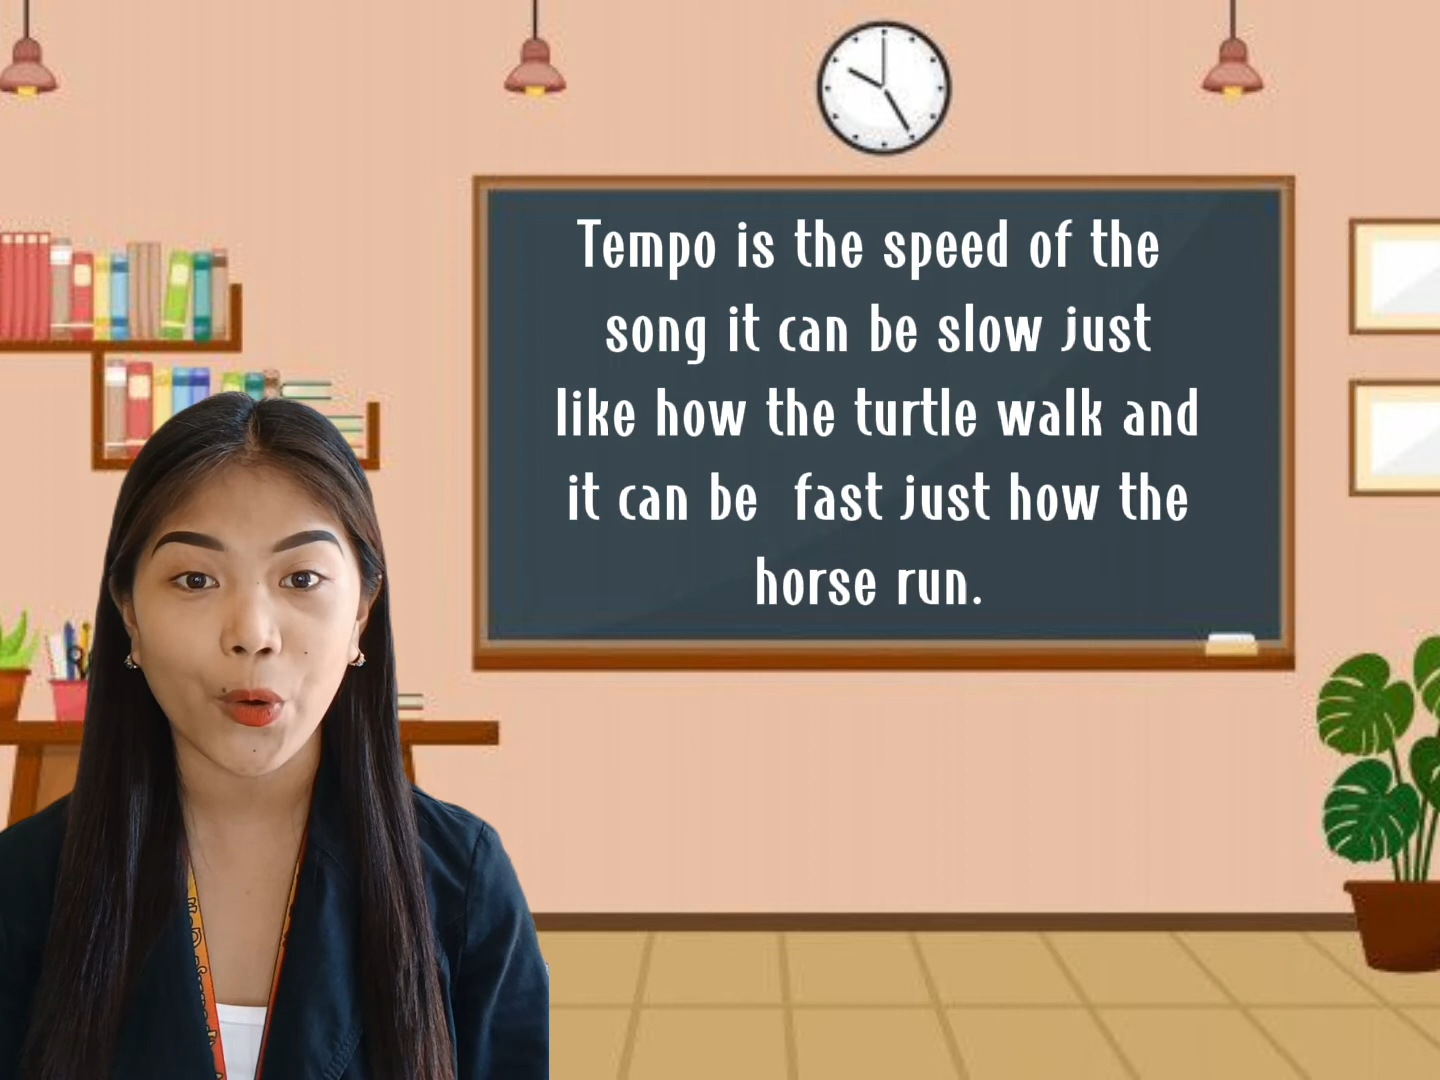 Tempo is the speed of the
song it can be slow just
like how the turtle walk and
it can be  fast just how the
horse run.